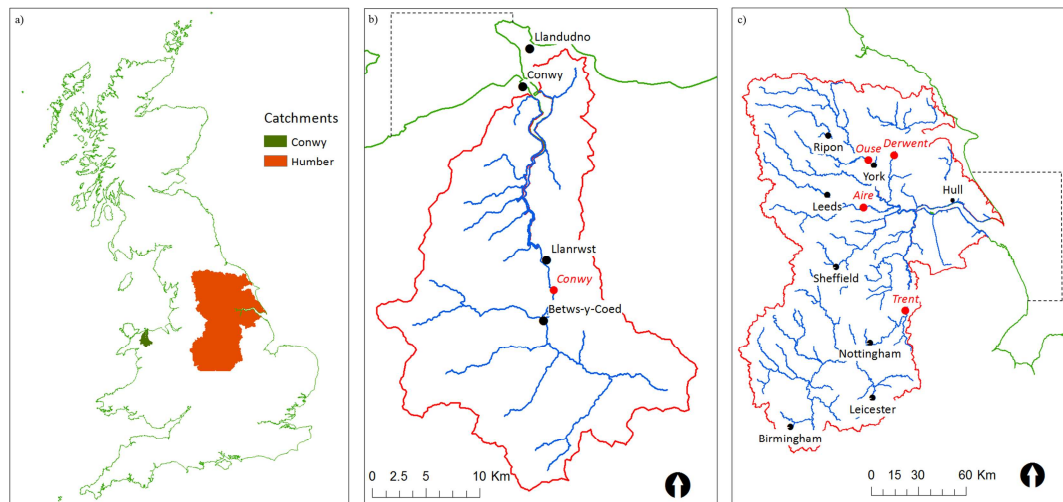 a)
Catchments
Conwy
Humber
b)
Llandudno
Conwy
Llanrwst
Conwy
Betws-y-Coed
0 2.5 5 10 Km
c)
Ripon
Ouse Derwent
York
Hull
Leeds
Aire
Sheffield
Trent
Nottingham
Leicester
Birmingham
0 15 30 60 Km